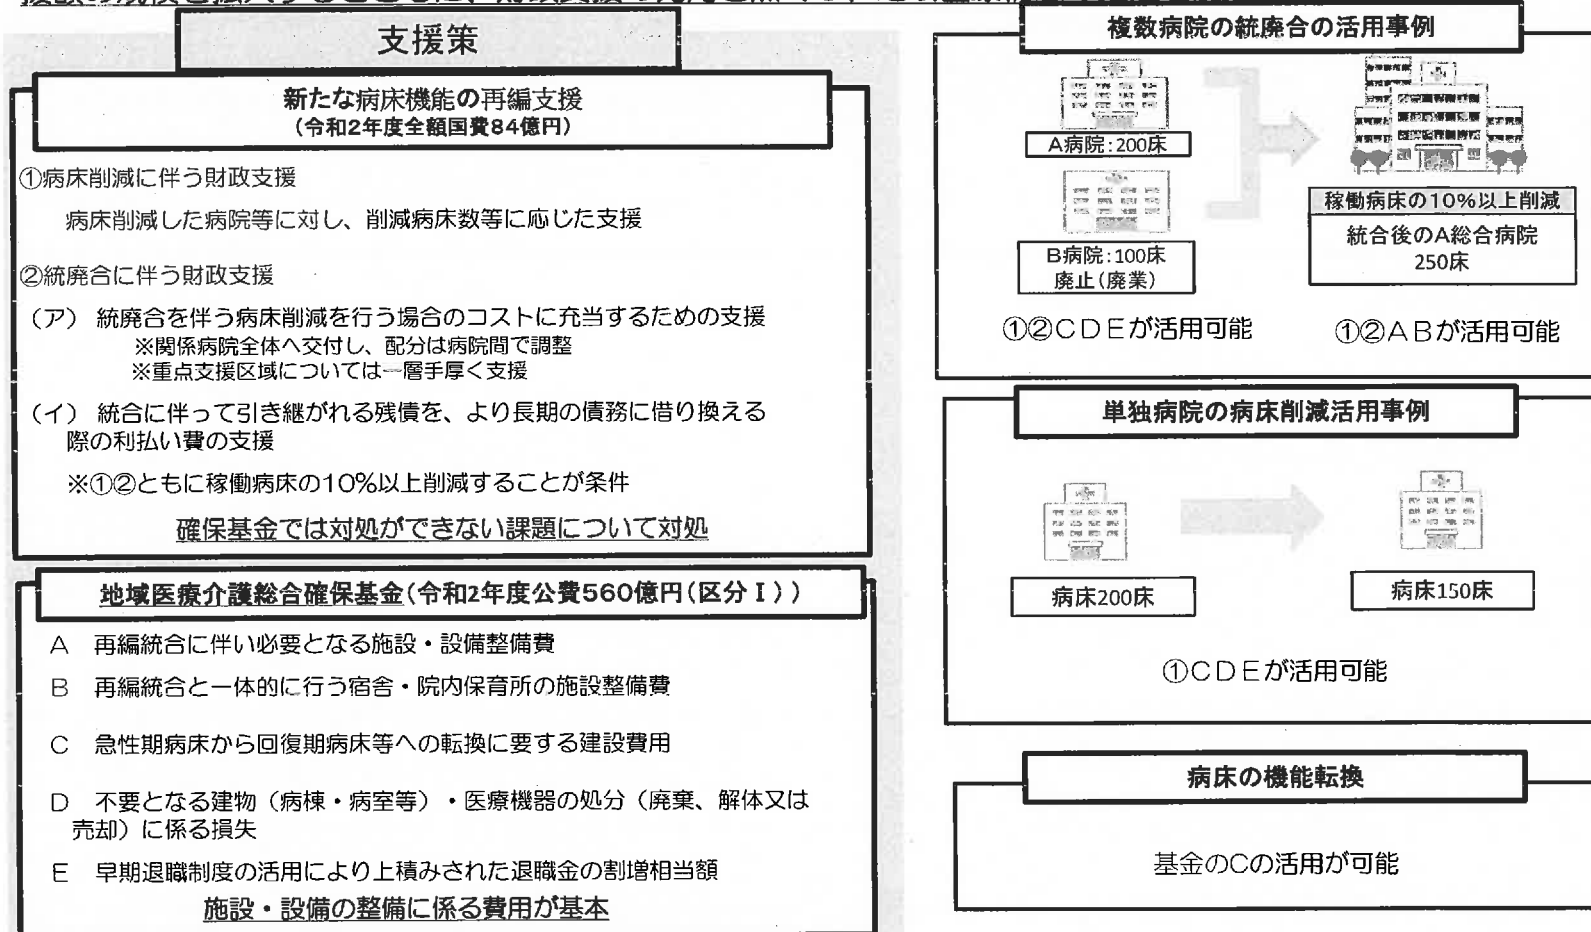 支援策
新たな病床機能の再編支援
(令和2年度全額国費84億円)
①病床削減に伴う財政支援
病床削減した病院等に対し、削減病床数等に応じた支援
②統廃合に伴う財政支援
(ア) 統廃合を伴う病床削減を行う場合のコストに充当するための支援
※関係病院全体へ交付し、配分は病院間で調整
※重点支援区域については一層手厚く支援
(イ) 統合に伴って引き継がれる残債を、より長期の債務に借り換える
際の利払い費の支援
※①②ともに稼働病床の10%以上削減することが条件
確保基金では対処ができない課題について対処
地域医療介護総合確保基金(令和2年度公費560億円(区分Ⅰ))
A 再編統合に伴い必要となる施設・設備整備費
B 再編統合と一体的に行う宿舎・院内保育所の施設整備費
C 急性期病床から回復期病床等への転換に要する建設費用
D 不要となる建物(病棟・病室等)・医療機器の処分(廃棄、解体又は
売却)に係る損失
E 早期退職制度の活用により上積みされた退職金の割増相当額
施設・設備の整備に係る費用が基本
複数病院の統廃合の活用事例
A病院:200床
B病院:100床
廃止(廃業)
①②CDEが活用可能
稼働病床の10%以上削減
統合後のA総合病院
250床
①②ABが活用可能
単独病院の病床削減活用事例
病床200床
病床150床
①CDEが活用可能
病床の機能転換
基金のCの活用が可能